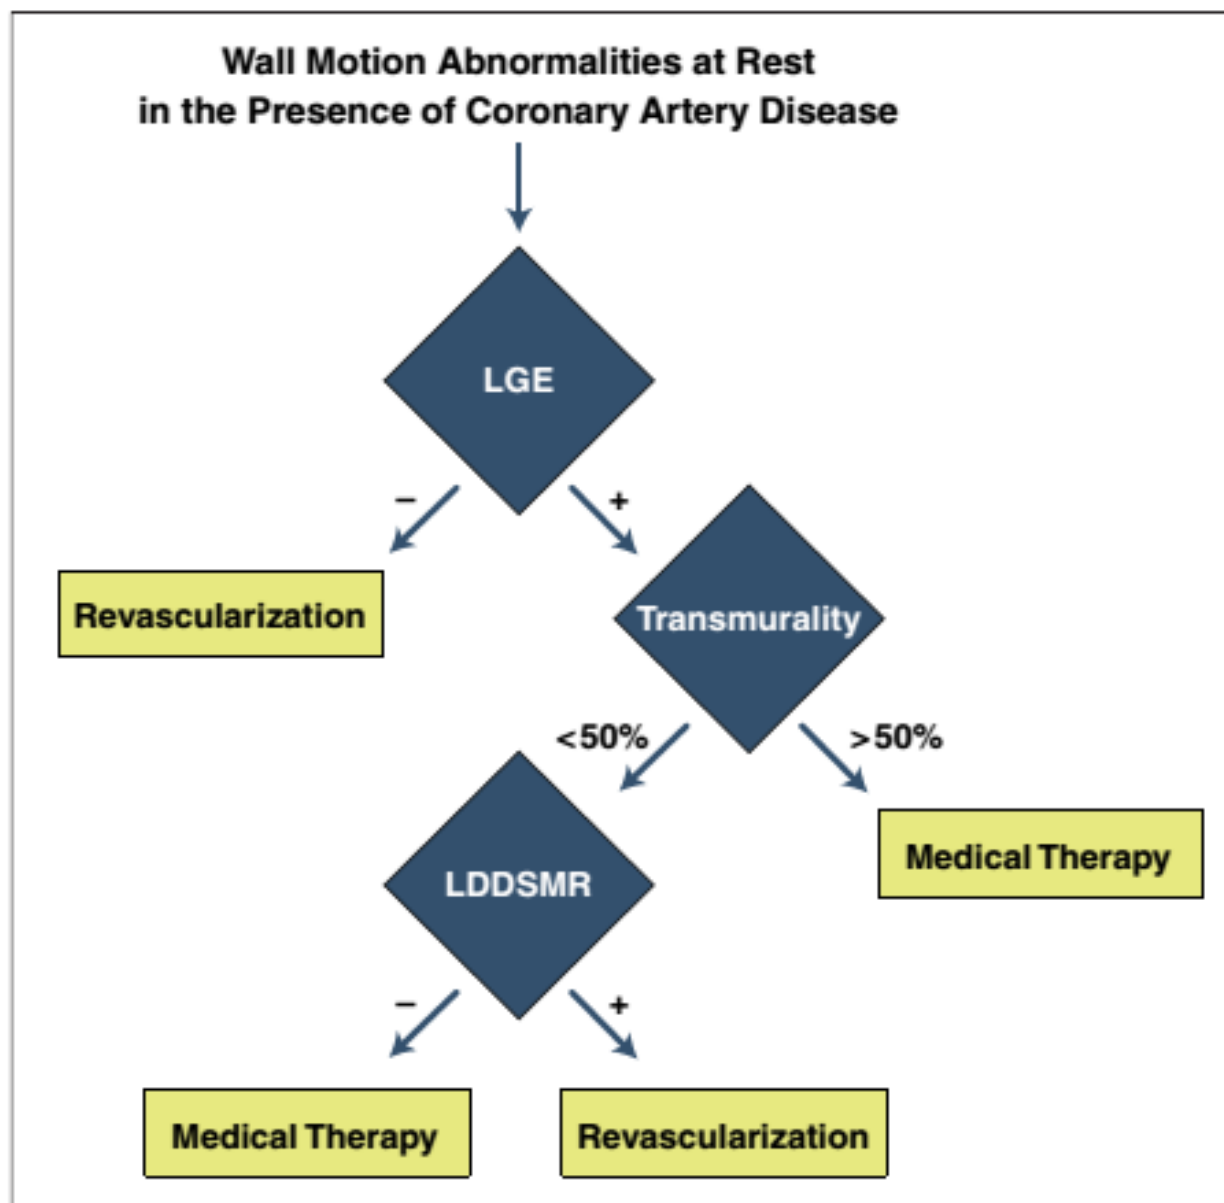 Wall Motion Abnormalities at Rest
in the Presence of Coronary Artery Disease
LGE
–
+
Revascularization
Transmurality
<50%
>50%
LDDSMR
Medical Therapy
–
+
Medical Therapy
Revascularization